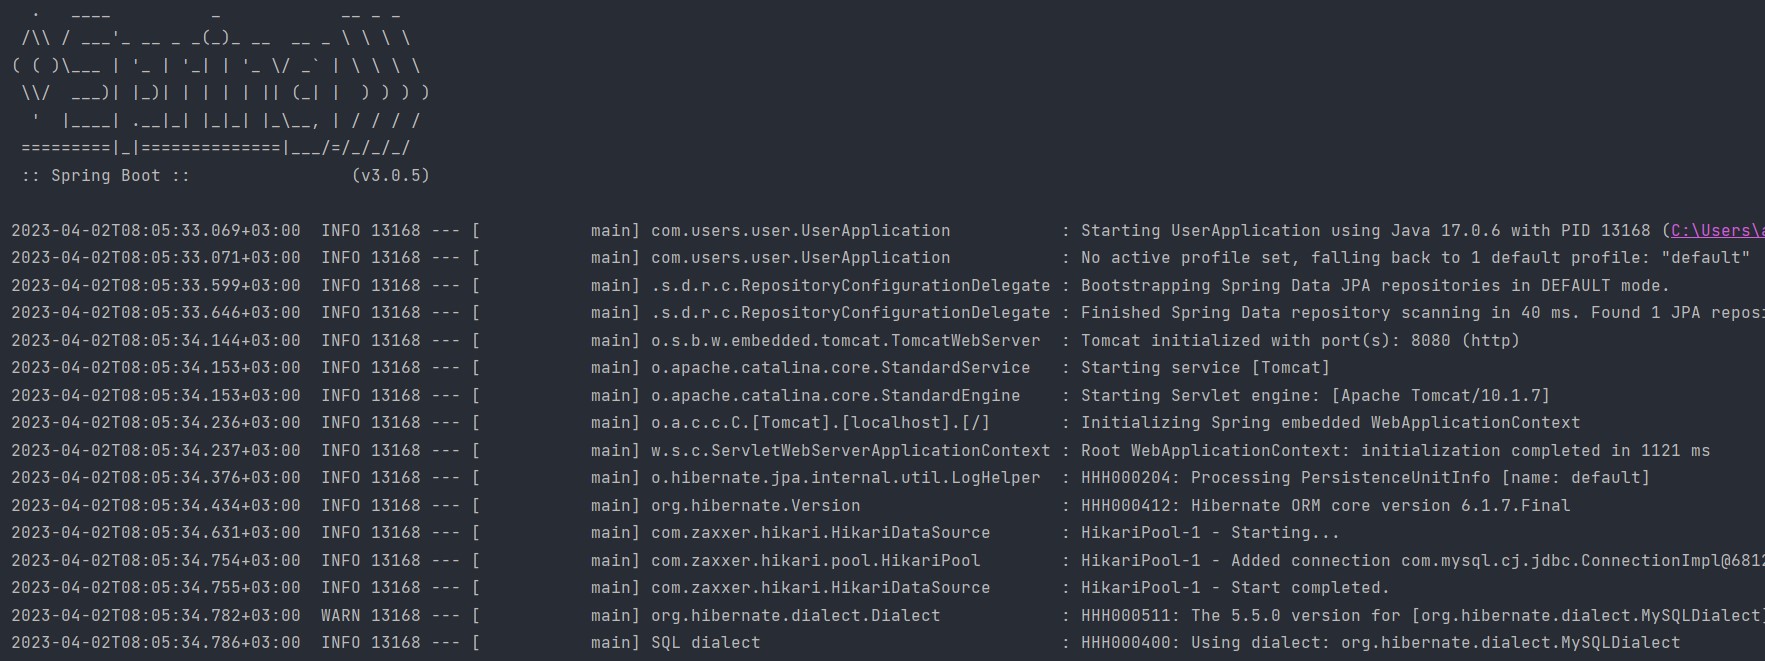 .   ____          _            __ _ _
 /\\ / ___'_ __ _ _(_)_ __  __ _ \ \ \ \
( ( )\___ | '_ | '_| | '_ \/ _` | \ \ \ \
 \\/  ___)| |_)| | | | | || (_| |  ) ) ) )
  '  |____| .__|_| |_|_| |_\__, | / / / /
 =========|_|==============|___/=/_/_/_/
 :: Spring Boot ::                (v3.0.5)

2023-04-02T08:05:33.069+03:00  INFO 13168 --- [           main] com.users.user.UserApplication           : Starting UserApplication using Java 17.0.6 with PID 13168 (C:\Users\a
2023-04-02T08:05:33.071+03:00  INFO 13168 --- [           main] com.users.user.UserApplication           : No active profile set, falling back to 1 default profile: "default"
2023-04-02T08:05:33.599+03:00  INFO 13168 --- [           main] .s.d.r.c.RepositoryConfigurationDelegate : Bootstrapping Spring Data JPA repositories in DEFAULT mode.
2023-04-02T08:05:33.646+03:00  INFO 13168 --- [           main] .s.d.r.c.RepositoryConfigurationDelegate : Finished Spring Data repository scanning in 40 ms. Found 1 JPA reposi
2023-04-02T08:05:34.144+03:00  INFO 13168 --- [           main] o.s.b.w.embedded.tomcat.TomcatWebServer  : Tomcat initialized with port(s): 8080 (http)
2023-04-02T08:05:34.153+03:00  INFO 13168 --- [           main] o.apache.catalina.core.StandardService   : Starting service [Tomcat]
2023-04-02T08:05:34.153+03:00  INFO 13168 --- [           main] o.apache.catalina.core.StandardEngine    : Starting Servlet engine: [Apache Tomcat/10.1.7]
2023-04-02T08:05:34.236+03:00  INFO 13168 --- [           main] o.a.c.c.C.[Tomcat].[localhost].[/]       : Initializing Spring embedded WebApplicationContext
2023-04-02T08:05:34.237+03:00  INFO 13168 --- [           main] w.s.c.ServletWebServerApplicationContext : Root WebApplicationContext: initialization completed in 1121 ms
2023-04-02T08:05:34.376+03:00  INFO 13168 --- [           main] o.hibernate.jpa.internal.util.LogHelper  : HHH000204: Processing PersistenceUnitInfo [name: default]
2023-04-02T08:05:34.434+03:00  INFO 13168 --- [           main] org.hibernate.Version                    : HHH000412: Hibernate ORM core version 6.1.7.Final
2023-04-02T08:05:34.631+03:00  INFO 13168 --- [           main] com.zaxxer.hikari.HikariDataSource       : HikariPool-1 - Starting...
2023-04-02T08:05:34.754+03:00  INFO 13168 --- [           main] com.zaxxer.hikari.pool.HikariPool        : HikariPool-1 - Added connection com.mysql.cj.jdbc.ConnectionImpl@6812
2023-04-02T08:05:34.755+03:00  INFO 13168 --- [           main] com.zaxxer.hikari.HikariDataSource       : HikariPool-1 - Start completed.
2023-04-02T08:05:34.782+03:00  WARN 13168 --- [           main] org.hibernate.dialect.Dialect            : HHH000511: The 5.5.0 version for [org.hibernate.dialect.MySQLDialect]
2023-04-02T08:05:34.786+03:00  INFO 13168 --- [           main] SQL dialect                              : HHH000400: Using dialect: org.hibernate.dialect.MySQLDialect